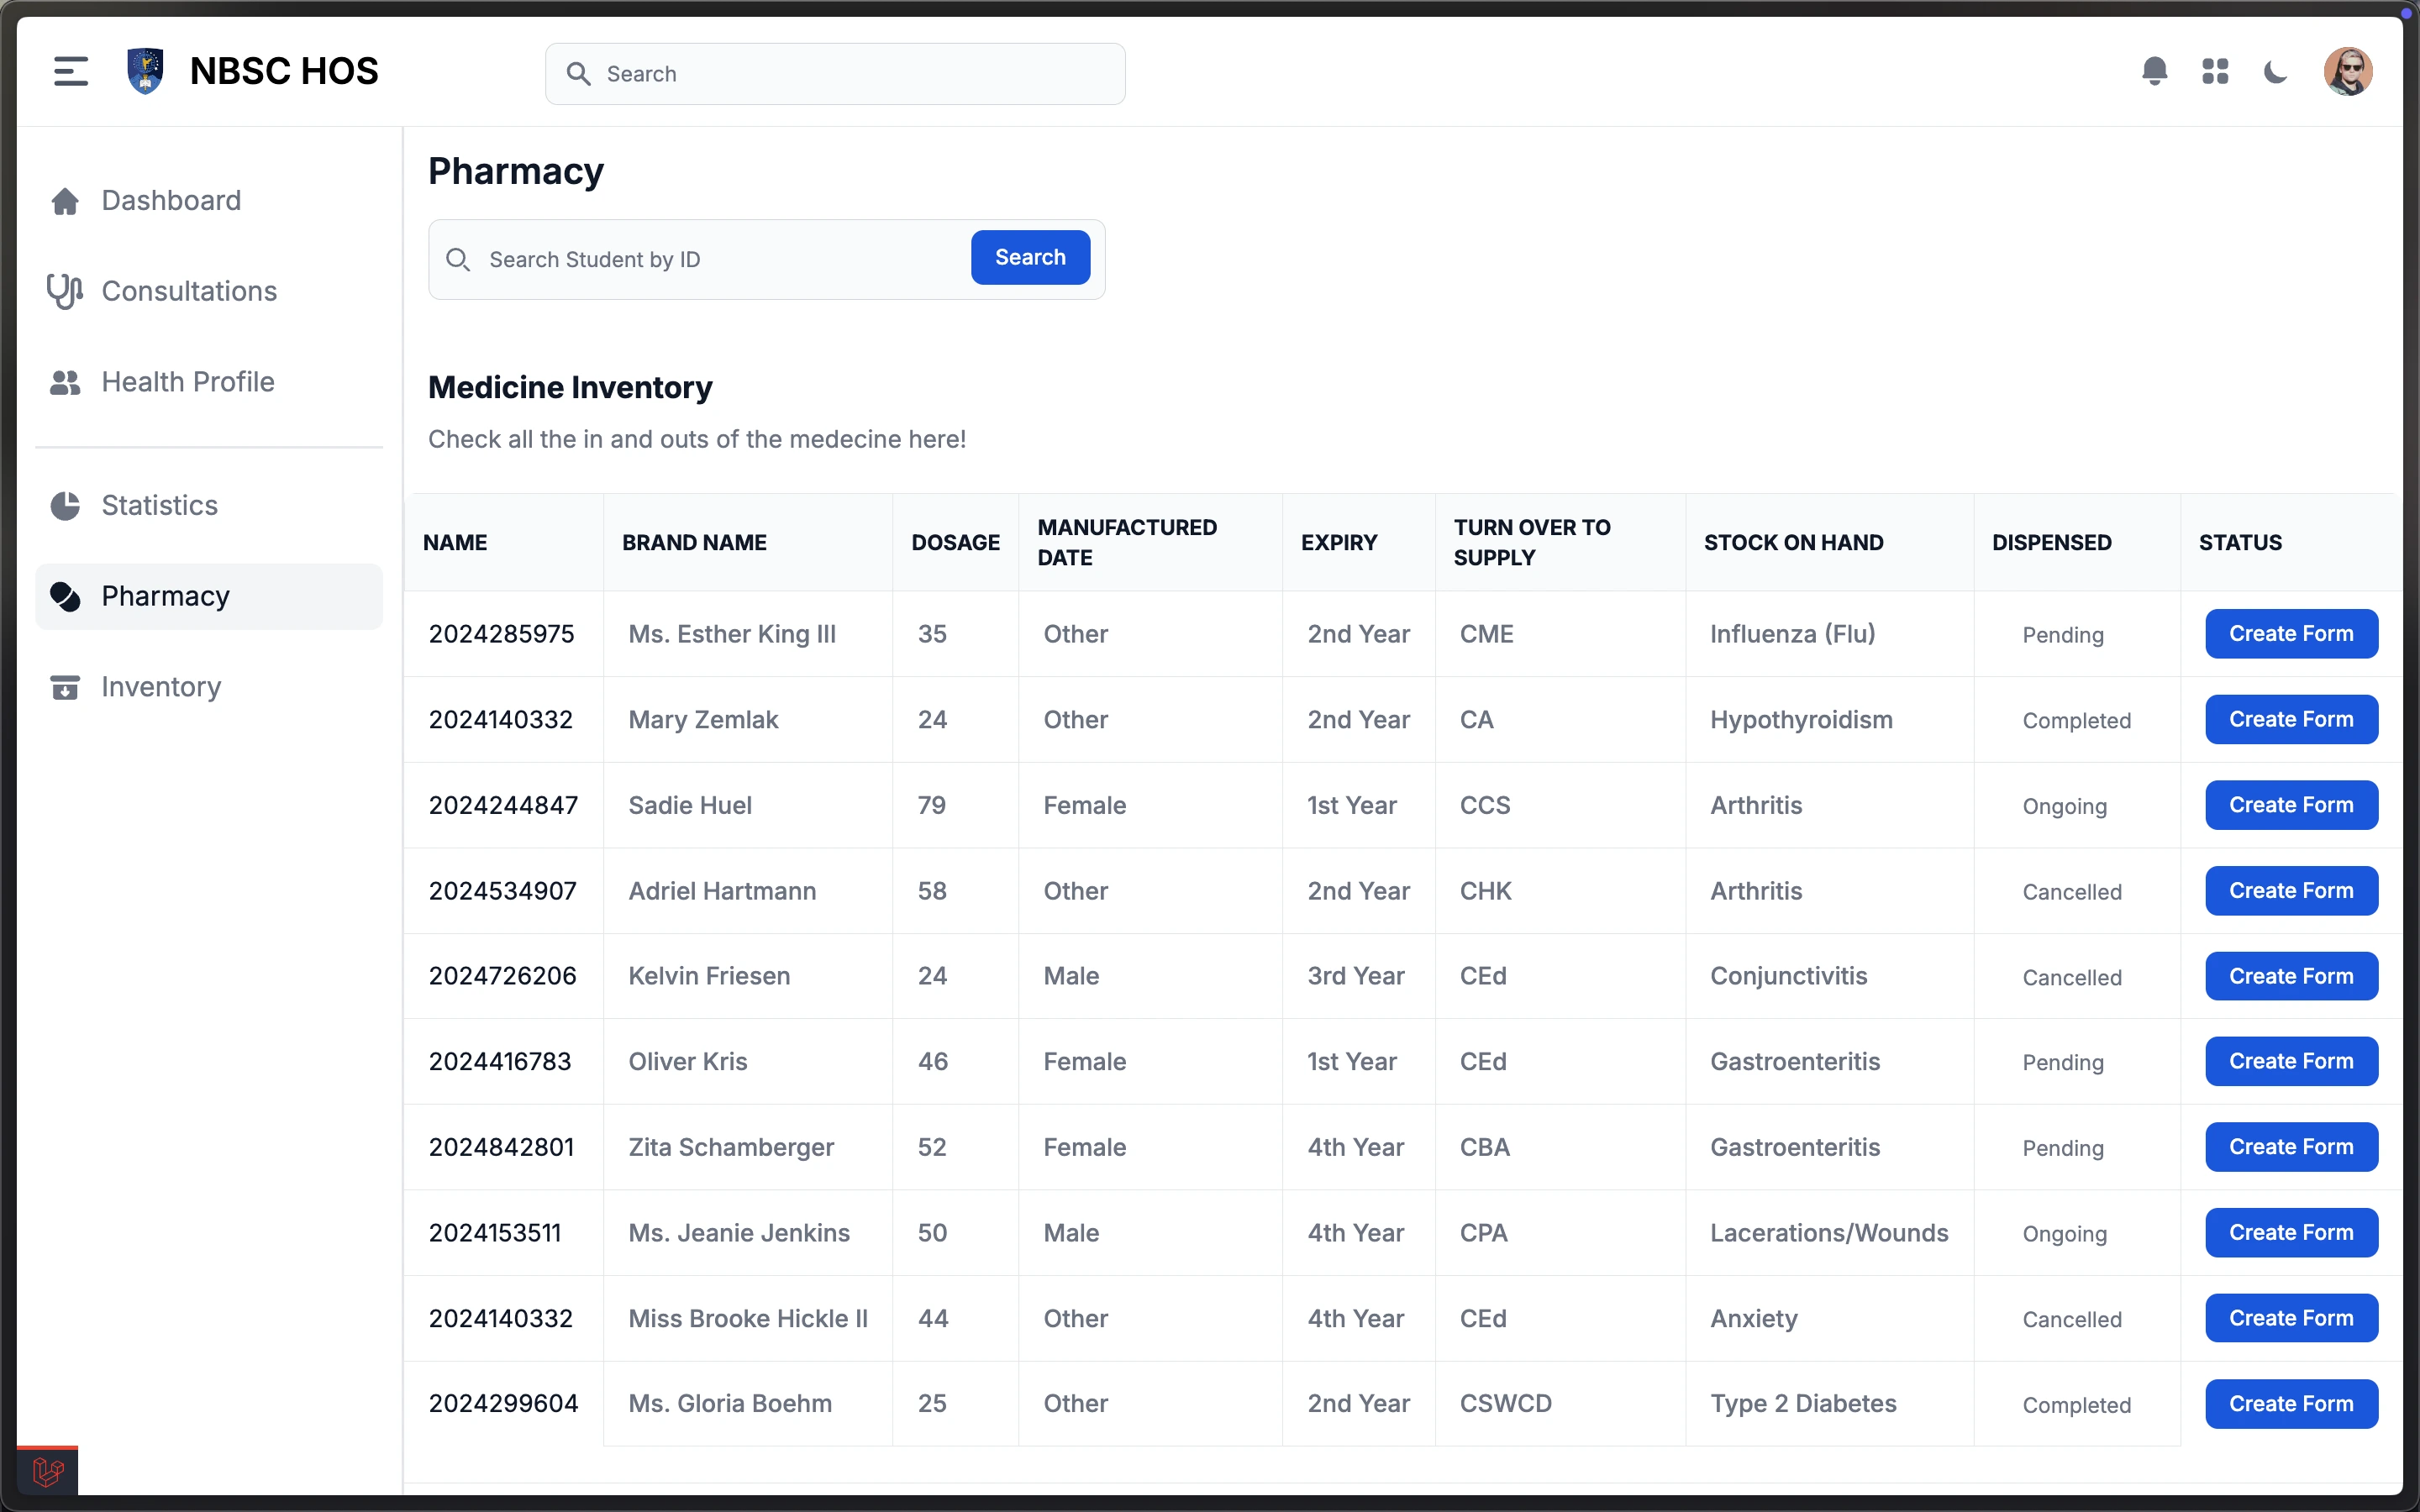 NBSC HOS
Search
Dashboard
Consultations
Health Profile
Statistics
Pharmacy
Inventory
Pharmacy
Search Student by ID
Search
Medicine Inventory
Check all the in and outs of the medecine here!
NAME BRAND NAME DOSAGE MANUFACTURED DATE EXPIRY TURN OVER TO SUPPLY STOCK ON HAND DISPENSED STATUS
2024285975 Ms. Esther King III 35 Other 2nd Year CME Influenza (Flu) Pending Create Form
2024140332 Mary Zemlak 24 Other 2nd Year CA Hypothyroidism Completed Create Form
2024244847 Sadie Huel 79 Female 1st Year CCS Arthritis Ongoing Create Form
2024534907 Adriel Hartmann 58 Other 2nd Year CHK Arthritis Cancelled Create Form
2024726206 Kelvin Friesen 24 Male 3rd Year CEd Conjunctivitis Cancelled Create Form
2024416783 Oliver Kris 46 Female 1st Year CEd Gastroenteritis Pending Create Form
2024842801 Zita Schamberger 52 Female 4th Year CBA Gastroenteritis Pending Create Form
2024153511 Ms. Jeanie Jenkins 50 Male 4th Year CPA Lacerations/Wounds Ongoing Create Form
2024140332 Miss Brooke Hickle II 44 Other 4th Year CEd Anxiety Cancelled Create Form
2024299604 Ms. Gloria Boehm 25 Other 2nd Year CSWCD Type 2 Diabetes Completed Create Form